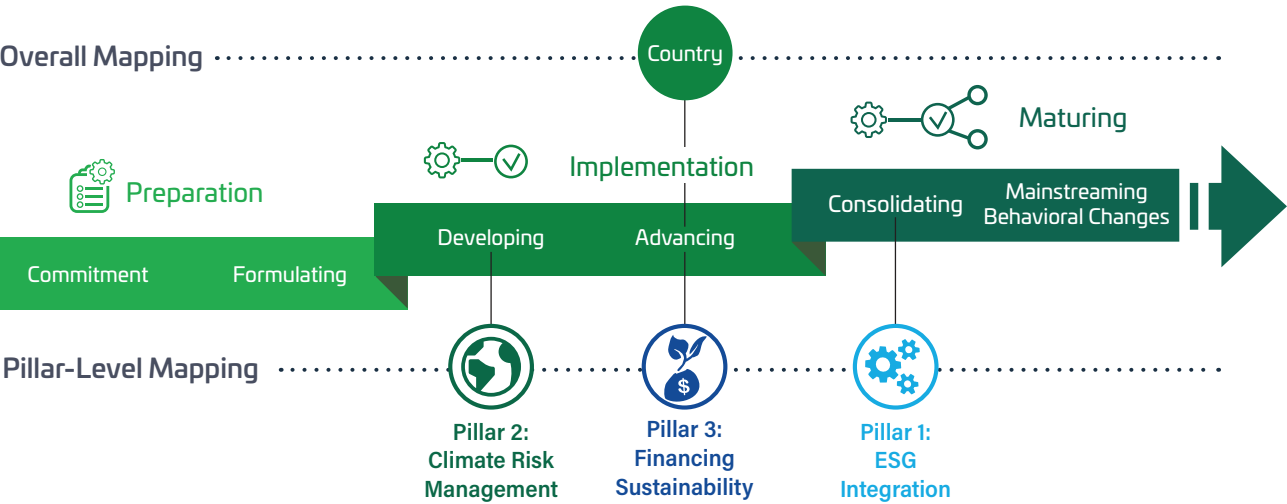 Overall Mapping
Country
Maturing
Implementation
Preparation
Consolidating
Mainstreaming
Behavioral Changes
Developing
Advancing
Commitment
Formulating
Pillar-Level Mapping
$
Pillar 2:
Climate Risk
Management
Pillar 3:
Financing
Sustainability
Pillar 1:
ESG
Integration